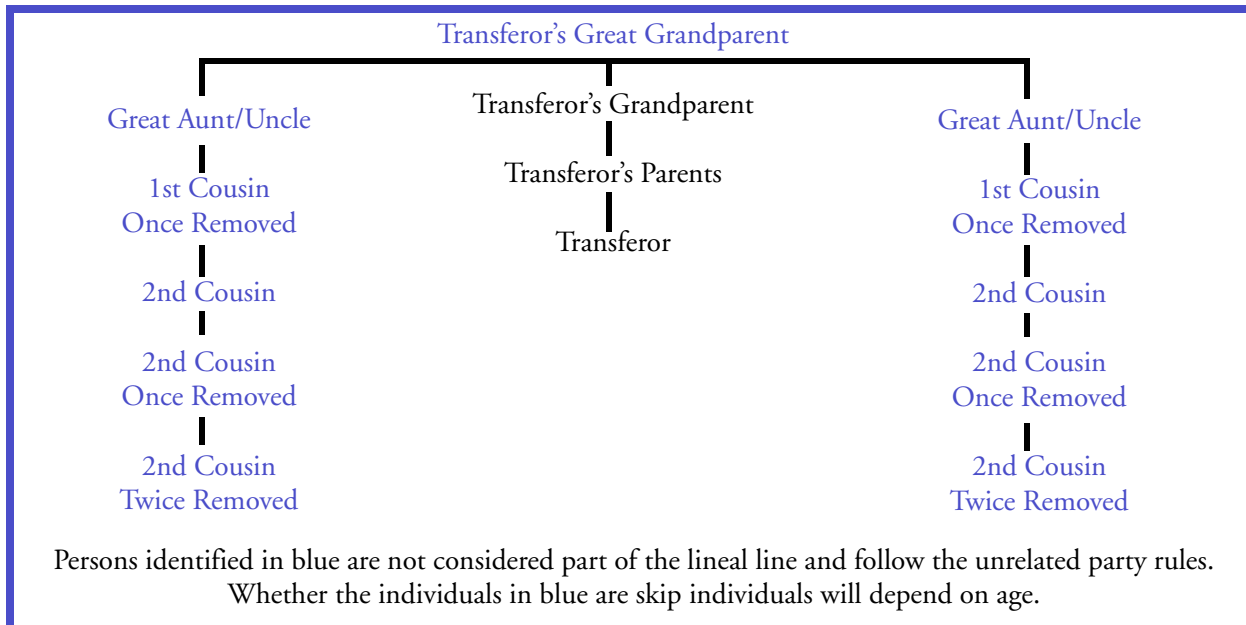 Transferor's Great Grandparent
Great Aunt/Uncle
Transferor's Grandparent
Great Aunt/Uncle
1st Cousin
Once Removed
Transferor's Parents
1st Cousin
Once Removed
Transferor
2nd Cousin
2nd Cousin
2nd Cousin
Once Removed
2nd Cousin
Once Removed
2nd Cousin
Twice Removed
2nd Cousin
Twice Removed
Persons identified in blue are not considered part of the lineal line and follow the unrelated party rules.
Whether the individuals in blue are skip individuals will depend on age.